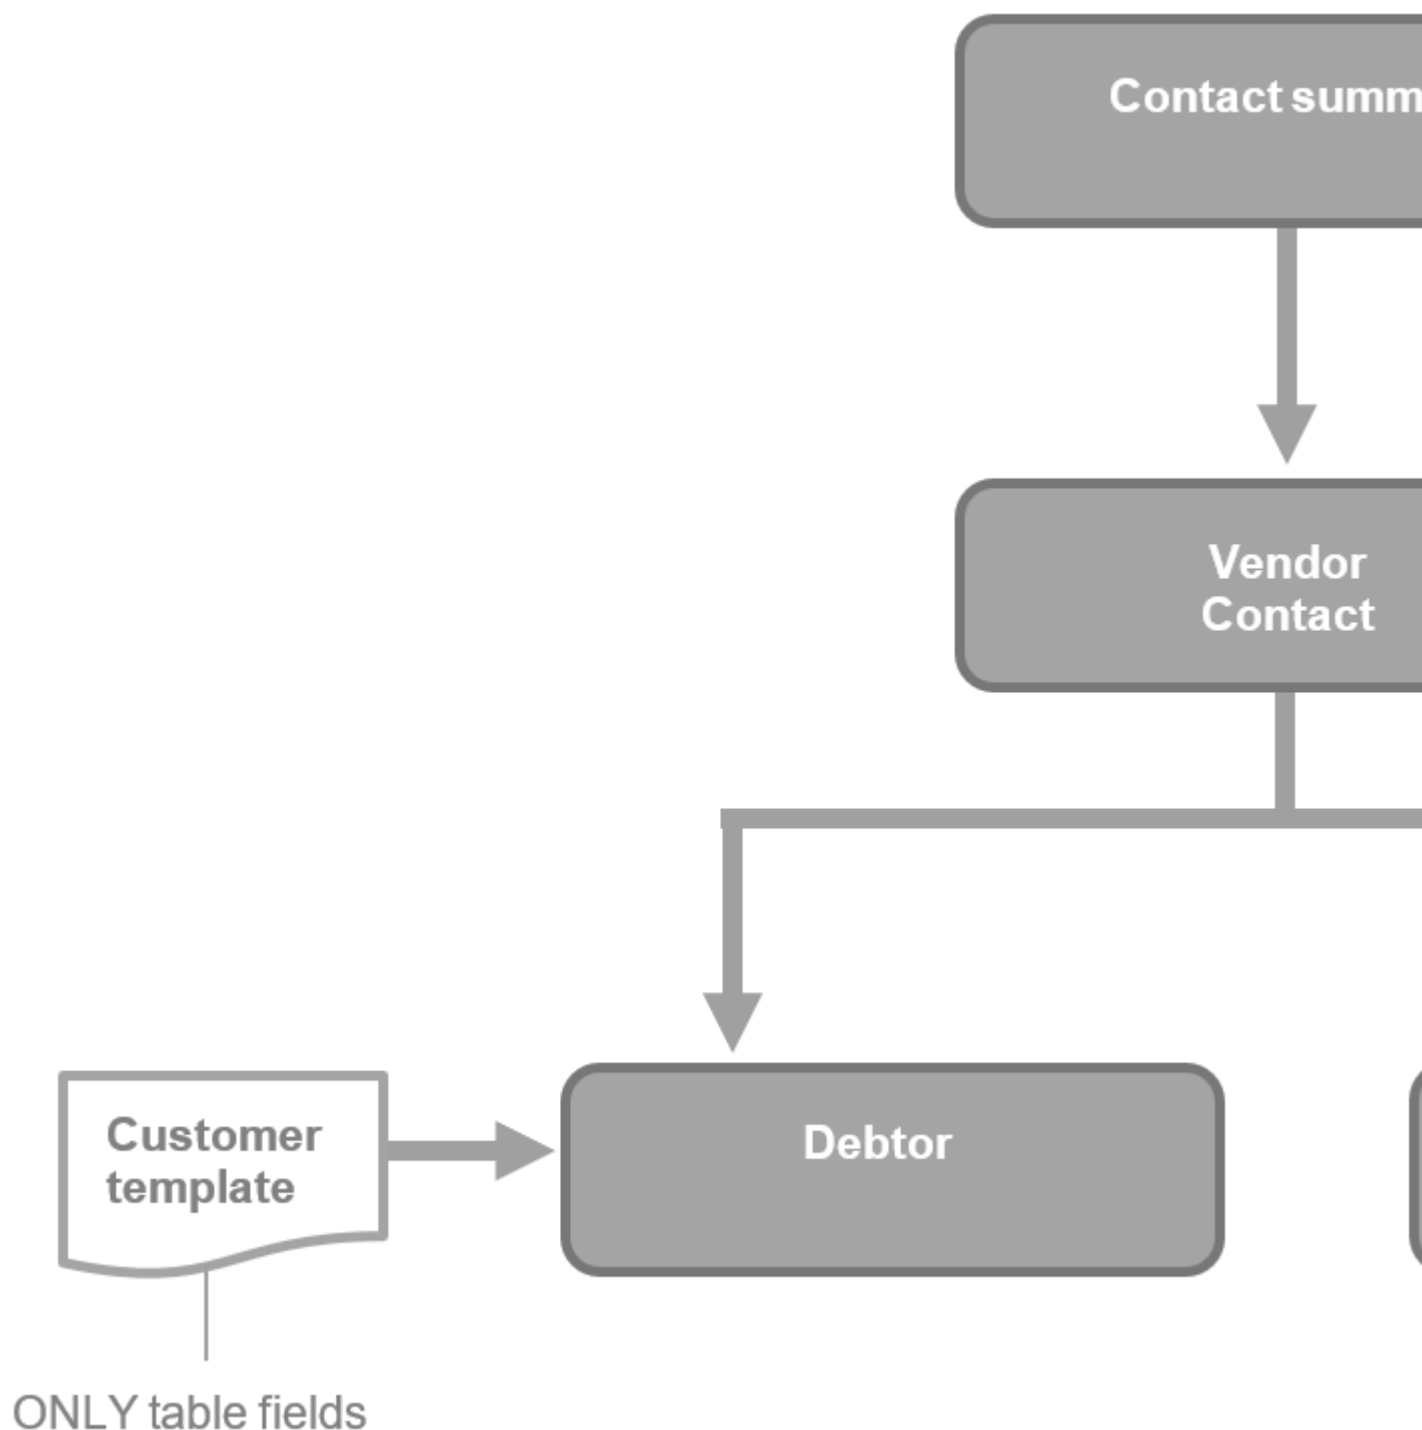 Contact summ
Vendor
Contact
Debtor
Customer
template
ONLY table fields